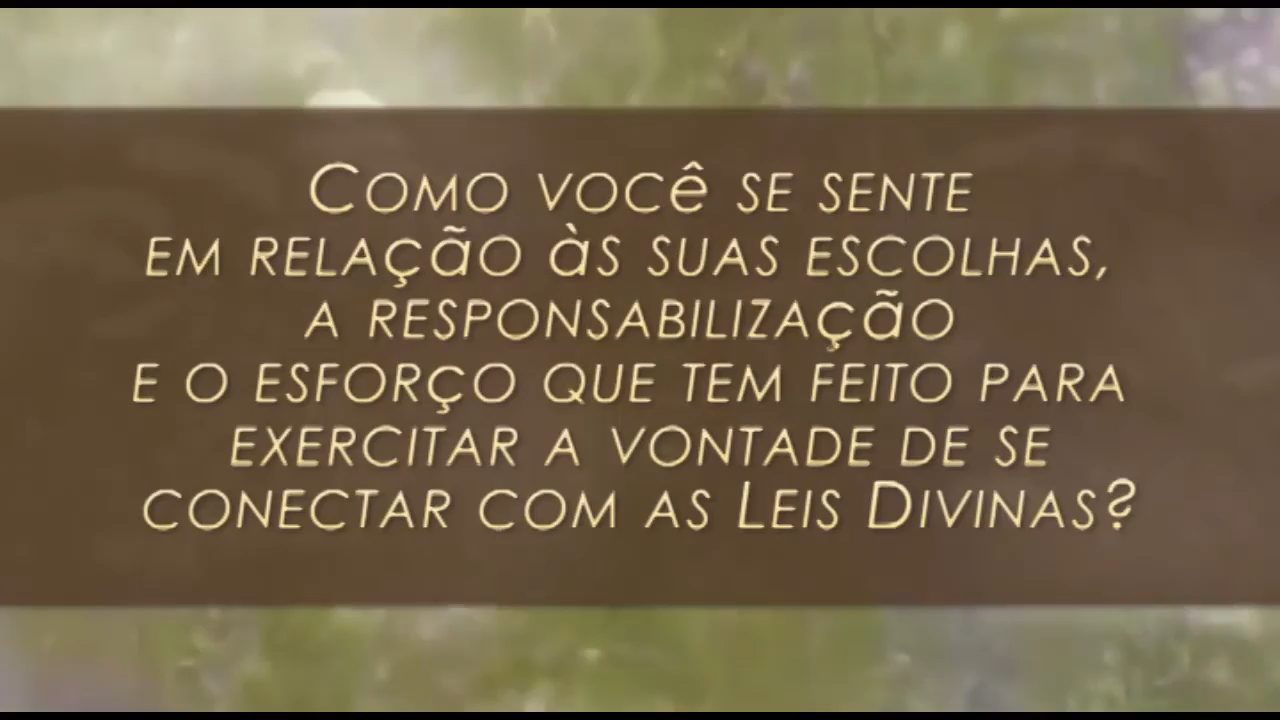 Como você se sente
em relação às suas escolhas,
a responsabilização
e o esforço que tem feito para
exercitar a vontade de se
conectar com as Leis Divinas?